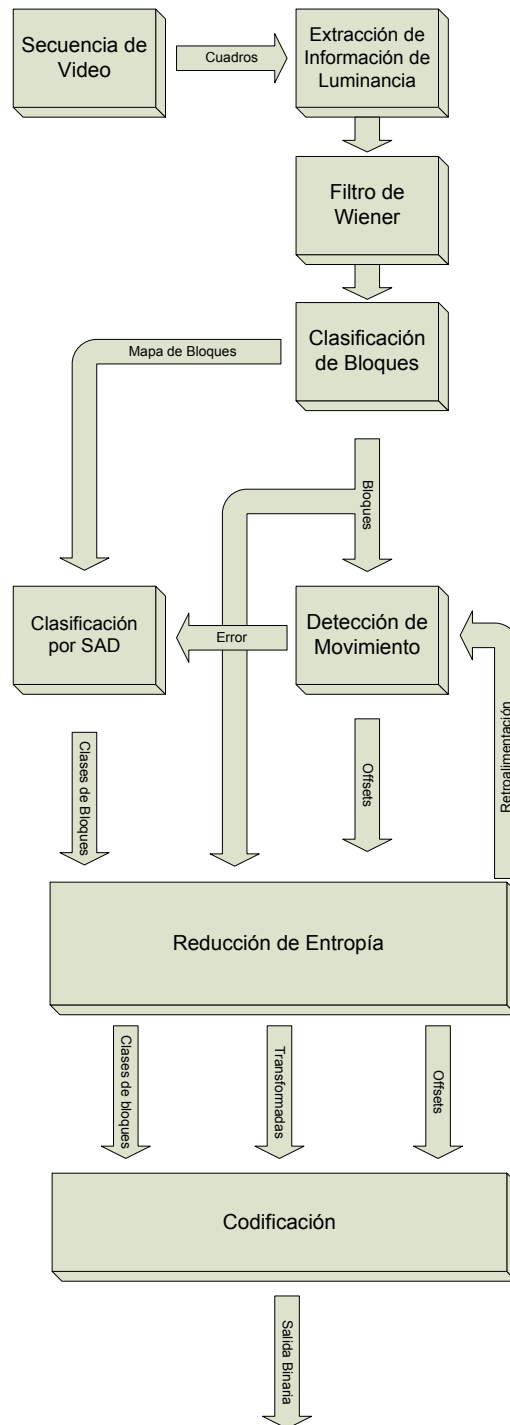 Secuencia de
Video
Cuadros
Extracción de
Información de
Luminancia
Filtro de
Wiener
Clasificación
de Bloques
Mapa de Bloques
Bloques
Clasificación
por SAD
Error
Detección de
Movimiento
Retroalimentación
Clases de Bloques
Offsets
Reducción de Entropía
Clases de bloques
Transformadas
Offsets
Codificación
Salida Binaria